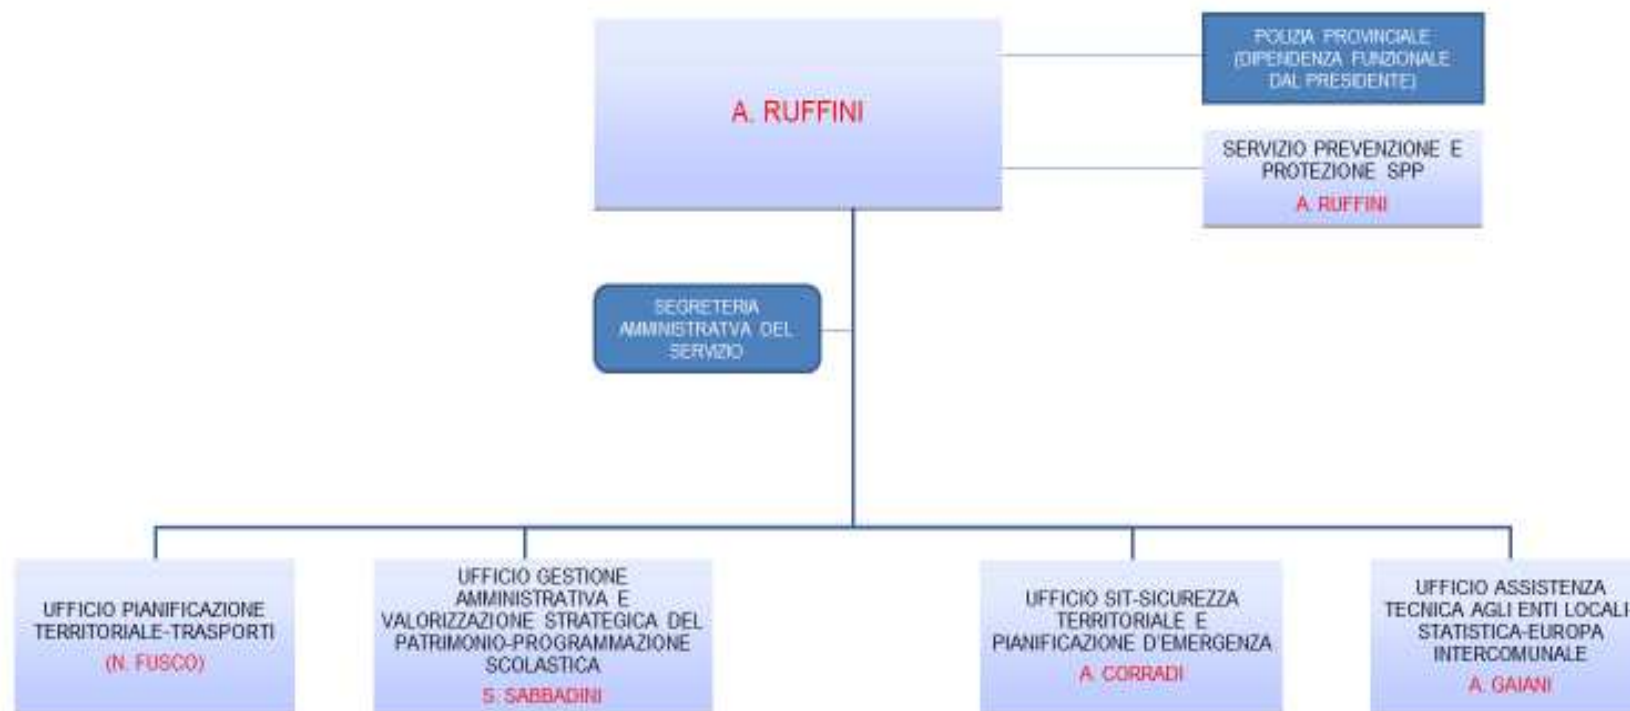 A. RUFFINI
POLIZIA PROVINCIALE
(DIPENDENZA FUNZIONALE
DAL PRESIDENTE)
SERVIZIO PREVENZIONE E
PROTEZIONE SPP
A. RUFFINI
SEGRETERIA
AMMINISTRATVA DEL
SERVIZIO
UFFICIO PIANIFICAZIONE
TERRITORIALE-TRASPORTI
(N. FUSCO)
UFFICIO GESTIONE
AMMINISTRATIVA E
VALORIZZAZIONE STRATEGICA DEL
PATRIMONIO-PROGRAMMAZIONE
SCOLASTICA
S. SABBADINI
UFFICIO SIT-SICUREZZA
TERRITORIALE E
PIANIFICAZIONE D'EMERGENZA
A. CORRADI
UFFICIO ASSISTENZA
TECNICA AGLI ENTI LOCALI
STATISTICA-EUROPA
INTERCOMUNALE
A. GAIANI